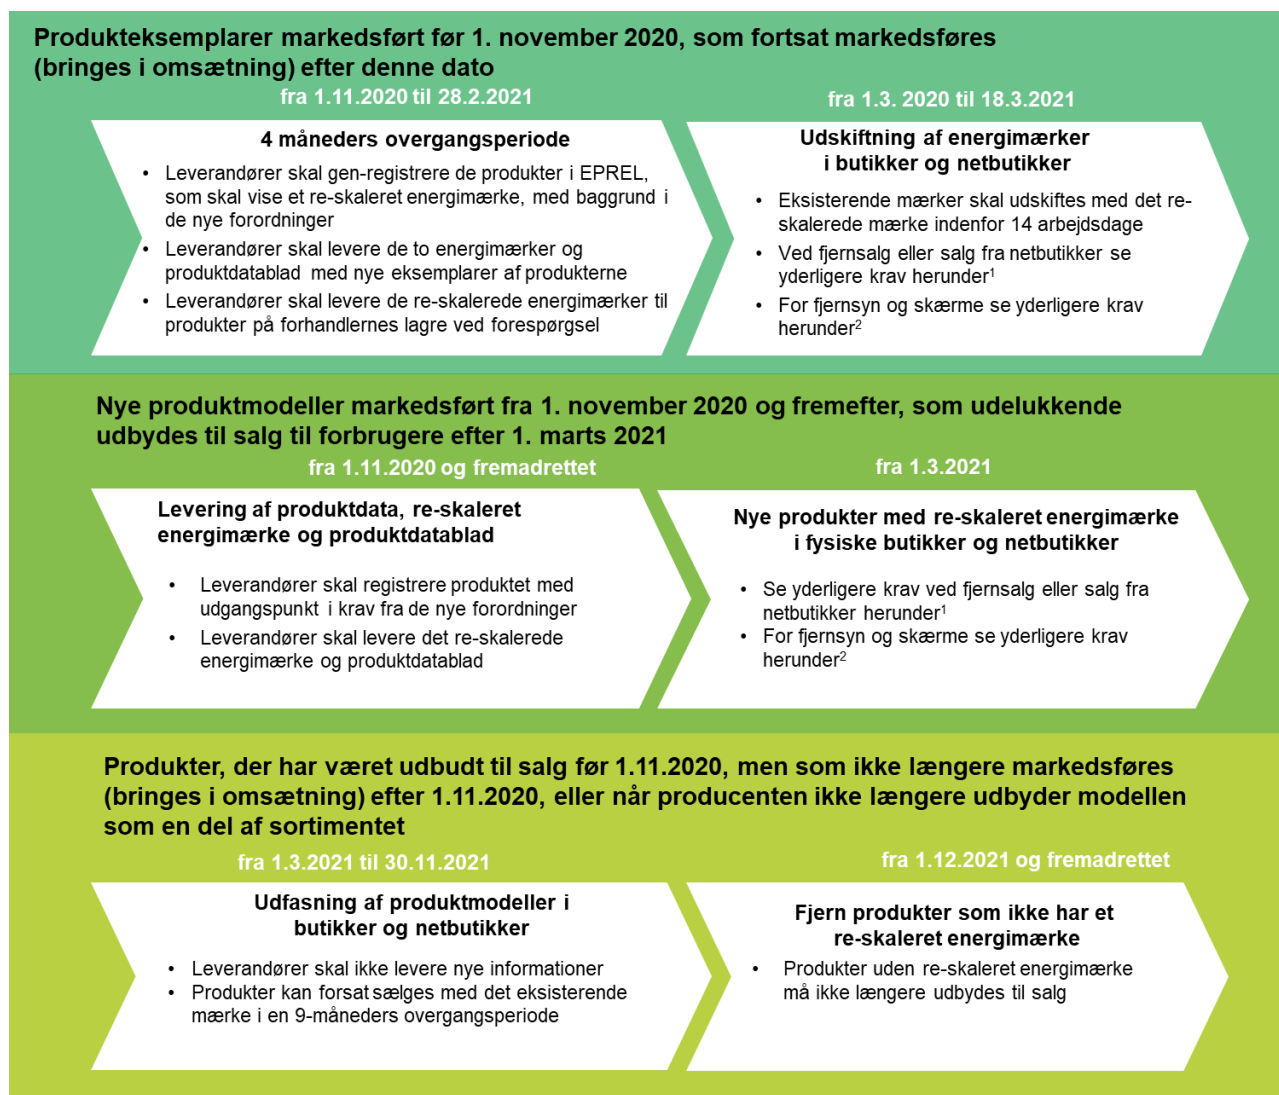 Produkteksemplarer markedsført før 1. november 2020, som fortsat markedsføres
(bringes i omsætning) efter denne dato
fra 1.11.2020 til 28.2.2021
4 måneders overgangsperiode
• Leverandører skal gen-registrere de produkter i EPREL,
som skal vise et re-skaleret energimærke, med baggrund i
de nye forordninger
• Leverandører skal levere de to energimærker og
produktdatablad med nye eksemplarer af produkterne
• Leverandører skal levere de re-skalerede energimærker til
produkter på forhandlernes lagre ved forespørgsel
fra 1.3. 2020 til 18.3.2021
Udskiftning af energimærker
i butikker og netbutikker
• Eksisterende mærker skal udskiftes med det re-
skalerede mærke indenfor 14 arbejdsdage
• Ved fjernsalg eller salg fra netbutikker se
yderligere krav herunder¹
• For fjernsyn og skærme se yderligere krav
herunder²
Nye produktmodeller markedsført fra 1. november 2020 og fremefter, som udelukkende
udbydes til salg til forbrugere efter 1. marts 2021
fra 1.11.2020 og fremadrettet
Levering af produktdata, re-skaleret
energimærke og produktdatablad
• Leverandører skal registrere produktet med
udgangspunkt i krav fra de nye forordninger
• Leverandører skal levere det re-skalerede
energimærke og produktdatablad
fra 1.3.2021
Nye produkter med re-skaleret energimærke
i fysiske butikker og netbutikker
• Se yderligere krav ved fjernsalg eller salg fra
netbutikker herunder¹
• For fjernsyn og skærme se yderligere krav
herunder²
Produkter, der har været udbudt til salg før 1.11.2020, men som ikke længere markedsføres
(bringes i omsætning) efter 1.11.2020, eller når producenten ikke længere udbyder modellen
som en del af sortimentet
fra 1.3.2021 til 30.11.2021
Udfasning af produktmodeller i
butikker og netbutikker
• Leverandører skal ikke levere nye informationer
• Produkter kan forsat sælges med det eksisterende
mærke i en 9-måneders overgangsperiode
fra 1.12.2021 og fremadrettet
Fjern produkter som ikke har et
re-skaleret energimærke
• Produkter uden re-skaleret energimærke
må ikke længere udbydes til salg